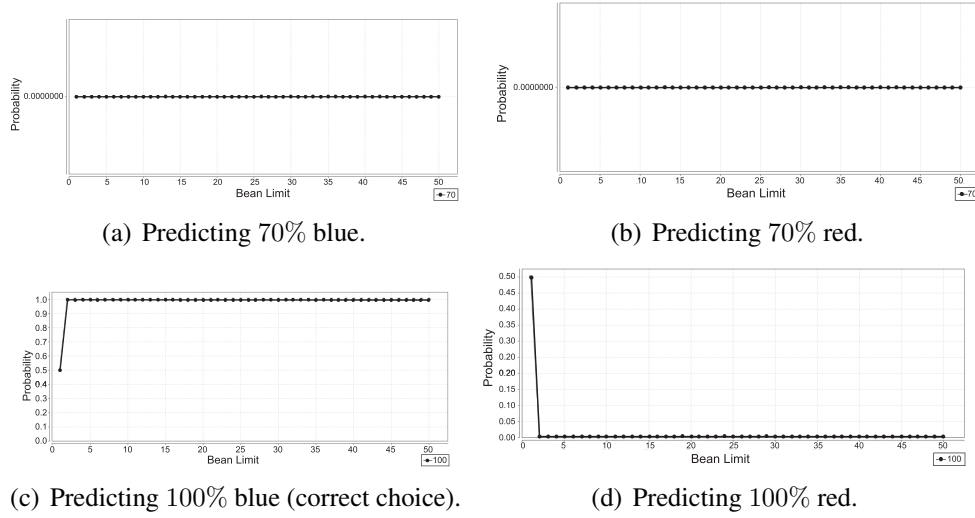 Probability
0.0000000
0 5 10 15 20 25 30 35 40 45 50
Bean Limit
70
(a) Predicting 70% blue.
Probability
0.0000000
0 5 10 15 20 25 30 35 40 45 50
Bean Limit
70
(b) Predicting 70% red.
Probability
1.0
0.9
0.8
0.7
0.6
0.5
0.4
0.3
0.2
0.1
0.0
5 10 15 20 25 30 35 40 45 50
Bean Limit
100
(c) Predicting 100% blue (correct choice).
Probability
0.50
0.45
0.40
0.35
0.30
0.25
0.20
0.15
0.10
0.05
0.00
0 5 10 15 20 25 30 35 40 45 50
Bean Limit
100
(d) Predicting 100% red.